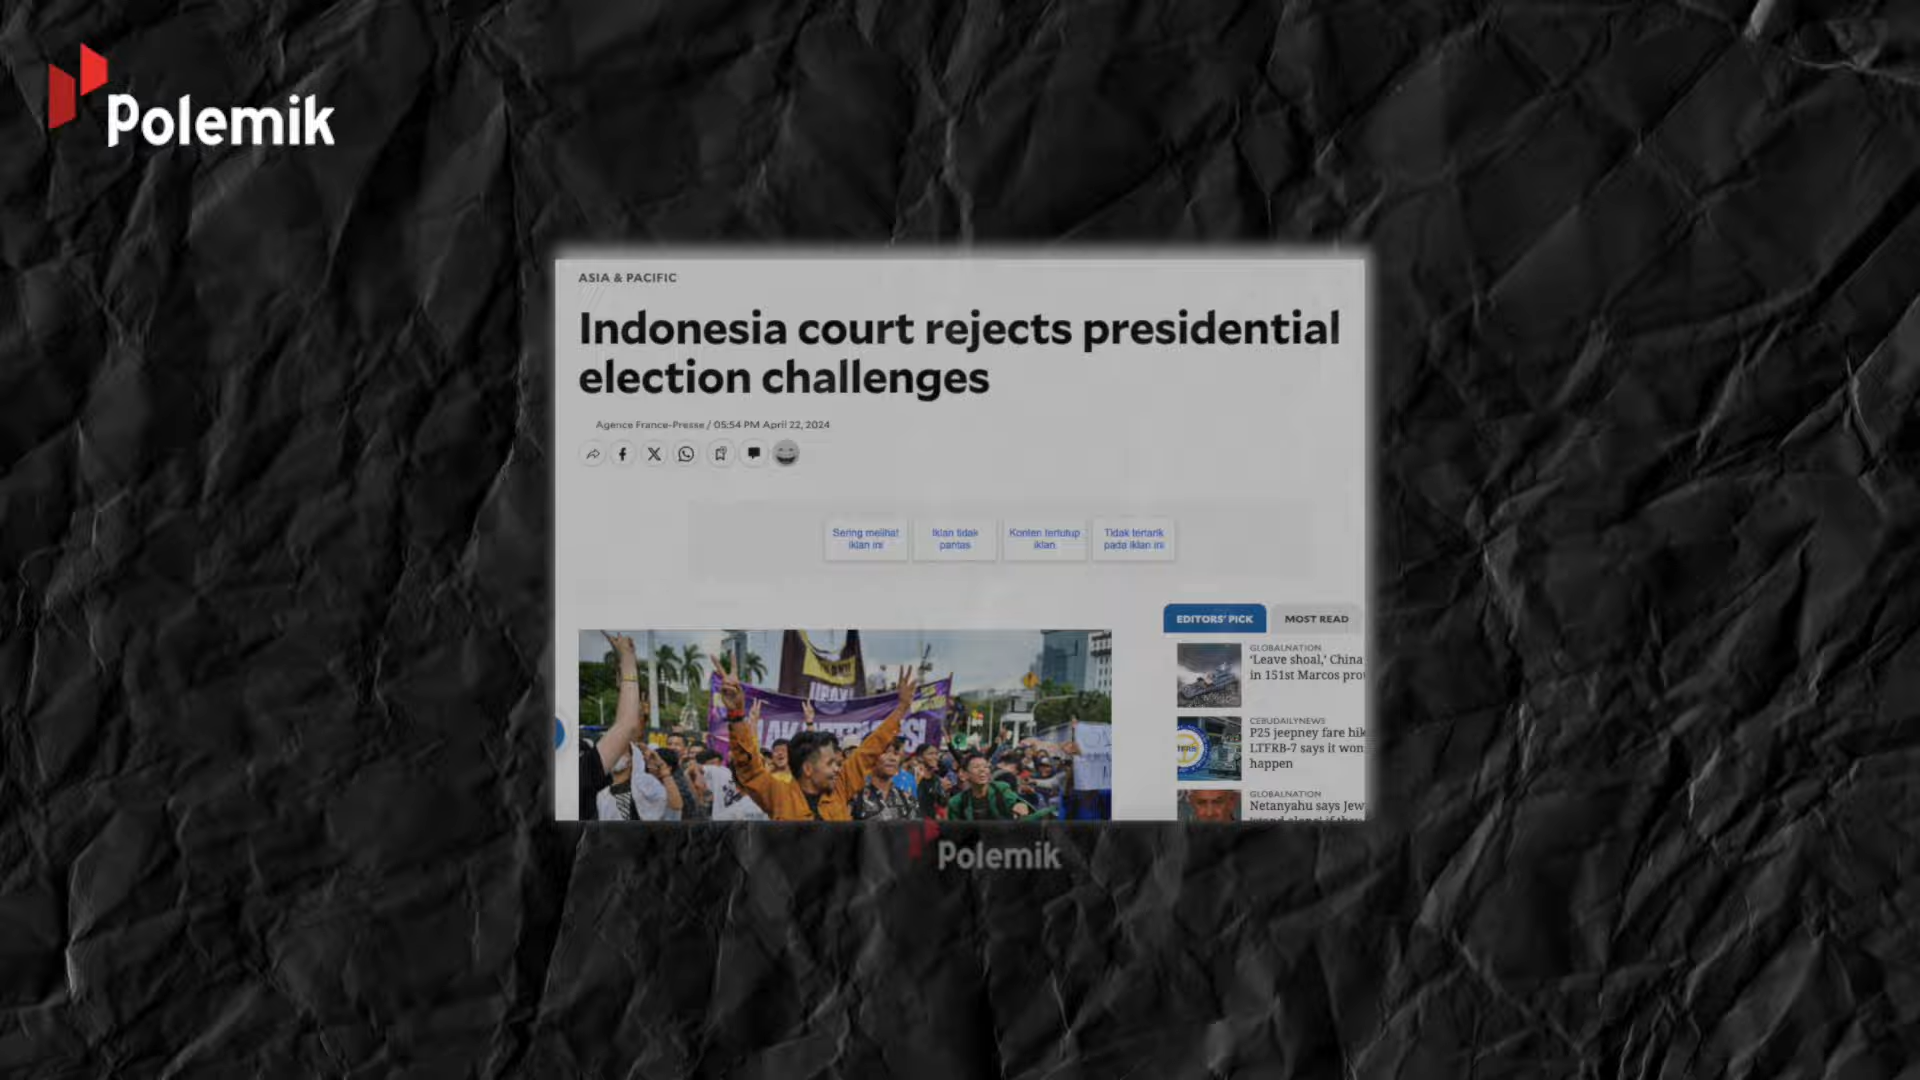 Polemik
ASIA & PACIFIC
Indonesia court rejects presidential
election challenges
Agence France-Presse / 05:54 PM April 22, 2024
Sering melihat
iklan ini
Iklan tidak
pantas
Konten tertutup
iklan
Tidak tertarik
pada iklan ini
EDITORS' PICK
MOST READ
GLOBALNATION
'Leave shoal,' China
in 151st Marcos pro
CEBUDAILYNEWS
P25 jeepney fare hik
LTFRB-7 says it won
happen
GLOBALNATION
Netanyahu says Jew
Polemik